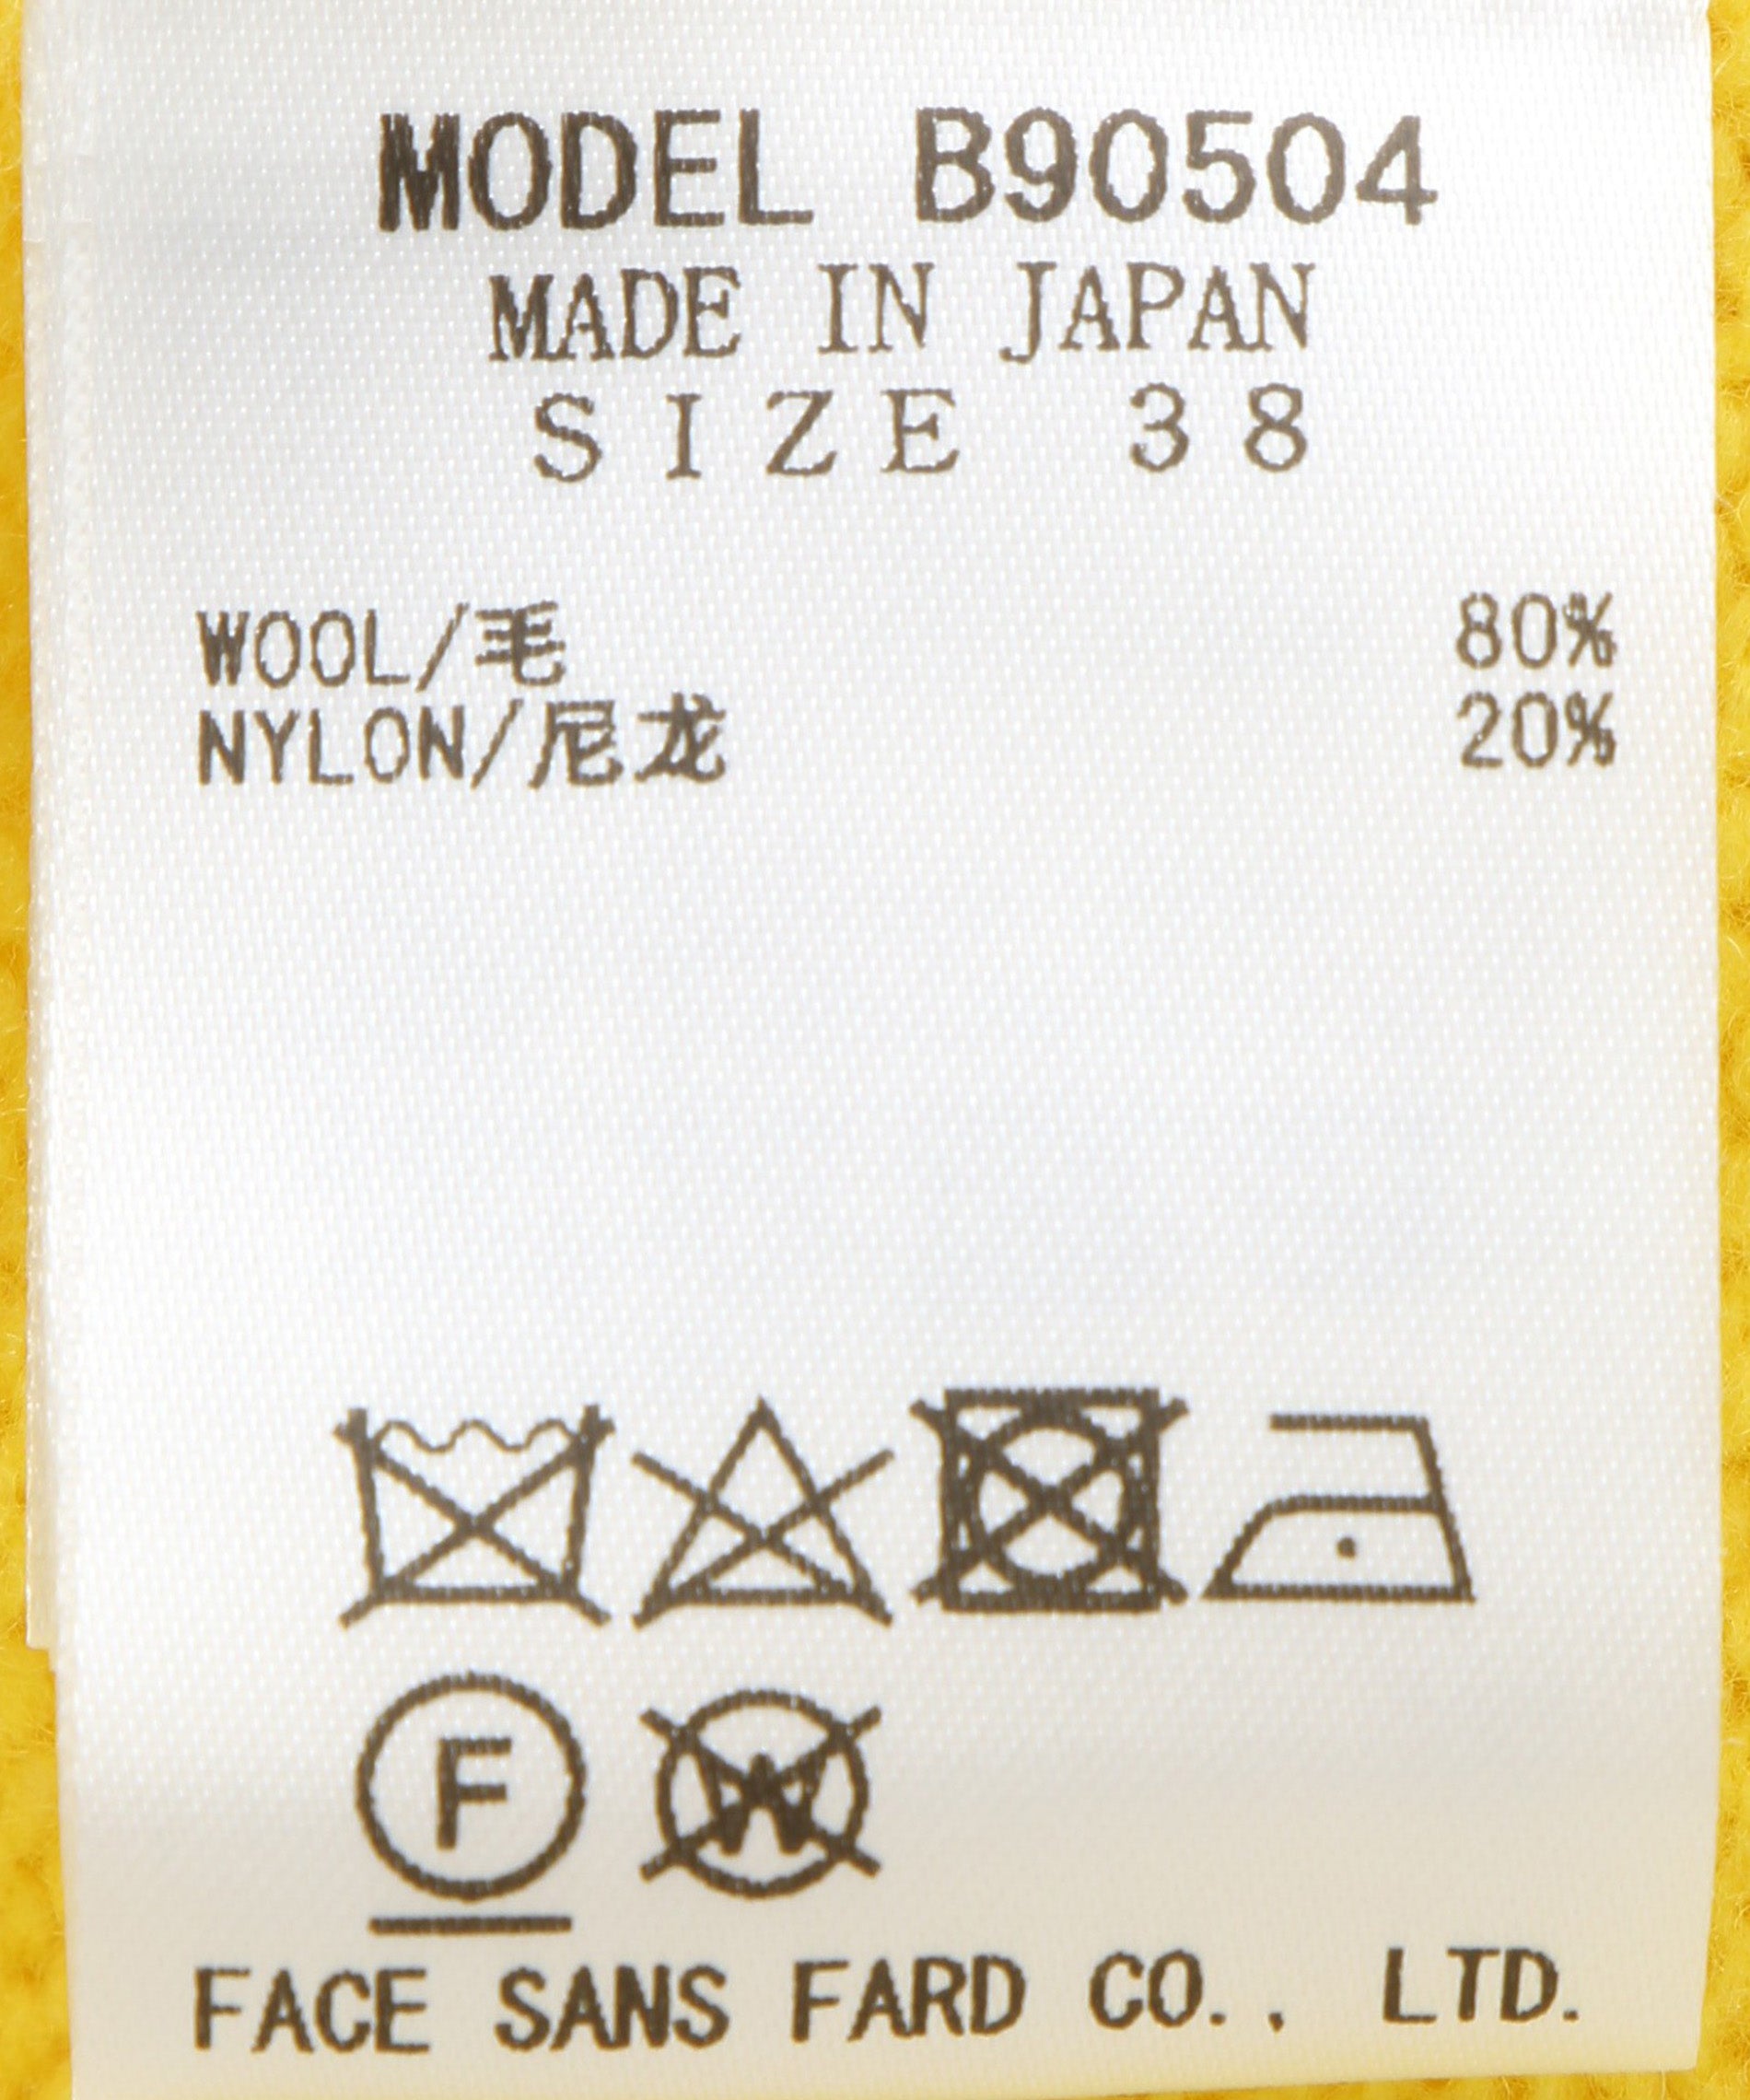 MODEL B90504
MADE IN JAPAN
SIZE 38
WOOL/毛 80%
NYLON/尼龙 20%
F W
FACE SANS FARD CO., LTD.